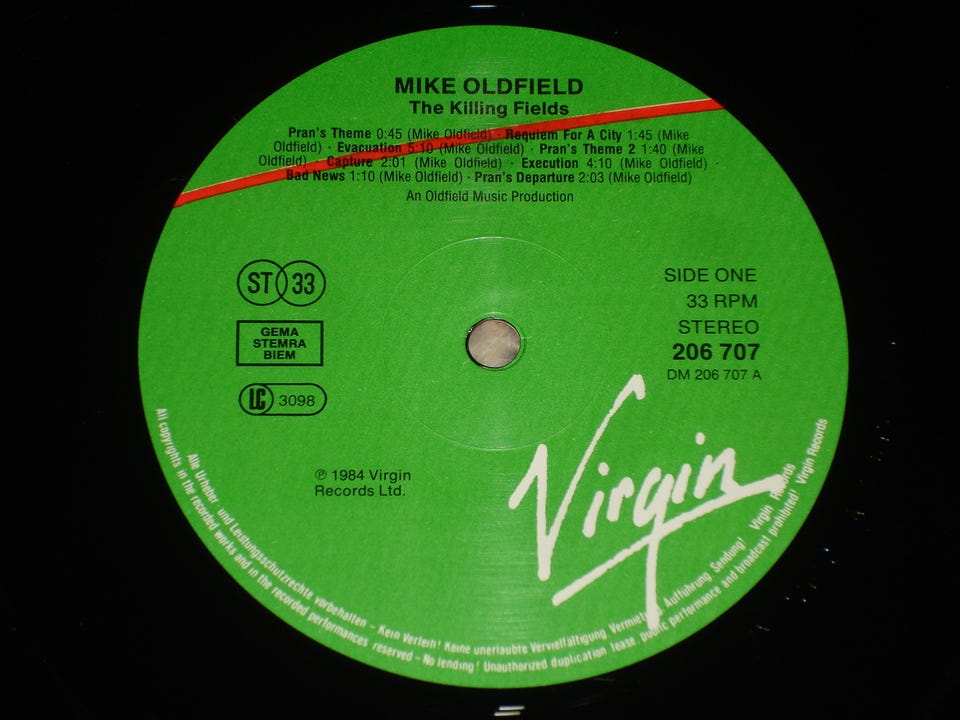 MIKE OLDFIELD
The Killing Fields
Pran's Theme 0:45 (Mike Oldfield) · Requiem For A City 1:45 (Mike
Oldfield) · Evacuation 5:10 (Mike Oldfield) · Pran's Theme 2 1:40 (Mike
Oldfield) · Capture 2:01 (Mike Oldfield) · Execution 4:10 (Mike Oldfield) ·
Bad News 1:10 (Mike Oldfield) · Pran's Departure 2:03 (Mike Oldfield)
An Oldfield Music Production
ST 33
GEMA
STEMRA
BIEM
LC 3098
SIDE ONE
33 RPM
STEREO
206 707
DM 206 707 A
℗ 1984 Virgin
Records Ltd.
Virgin
Alle Urheber- und Leistungsschutzrechte vorbehalten – Kein Verleih! Keine unerlaubte Vervielfältigung, Vermietung, Aufführung, Sendung! Virgin Records
All copyrights in the recorded works and in the recorded performances reserved – No lending! Unauthorized duplication, lease, public performance and broadcast prohibited! Virgin Records